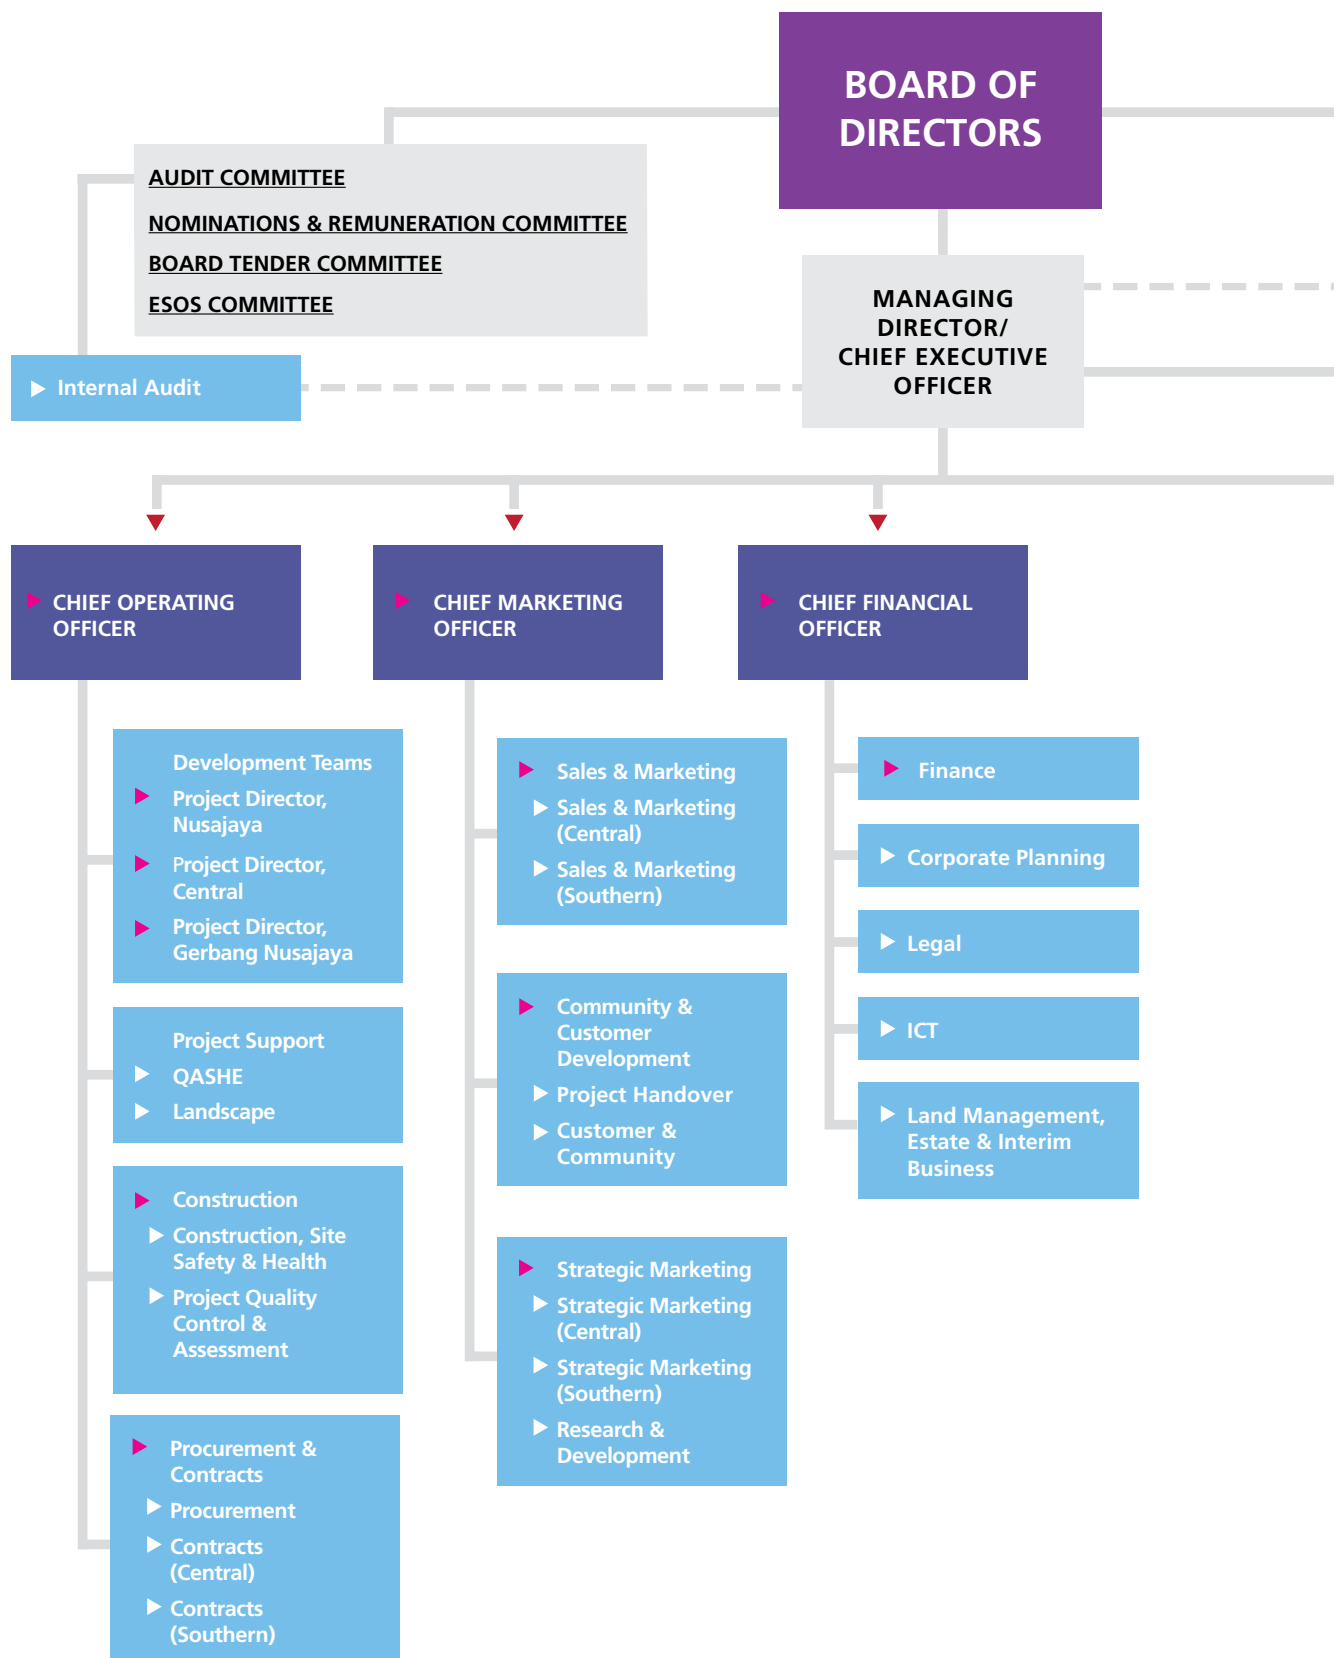 BOARD OF
DIRECTORS
AUDIT COMMITTEE
NOMINATIONS & REMUNERATION COMMITTEE
BOARD TENDER COMMITTEE
ESOS COMMITTEE
MANAGING
DIRECTOR/
CHIEF EXECUTIVE
OFFICER
Internal Audit
CHIEF OPERATING
OFFICER
CHIEF MARKETING
OFFICER
CHIEF FINANCIAL
OFFICER
Development Teams
Project Director,
Nusajaya
Project Director,
Central
Project Director,
Gerbang Nusajaya
Project Support
QASHE
Landscape
Construction
Construction, Site
Safety & Health
Project Quality
Control &
Assessment
Procurement &
Contracts
Procurement
Contracts
(Central)
Contracts
(Southern)
Sales & Marketing
Sales & Marketing
(Central)
Sales & Marketing
(Southern)
Community &
Customer
Development
Project Handover
Customer &
Community
Strategic Marketing
Strategic Marketing
(Central)
Strategic Marketing
(Southern)
Research &
Development
Finance
Corporate Planning
Legal
ICT
Land Management,
Estate & Interim
Business